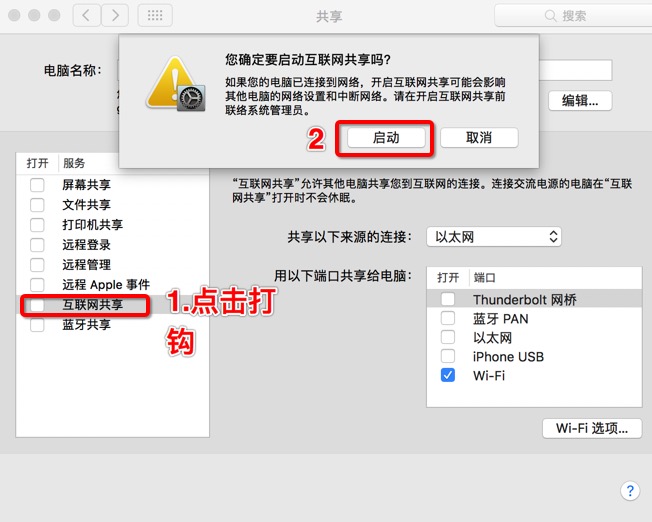 共享
搜索
您确定要启动互联网共享吗?
电脑名称:
如果您的电脑已连接到网络，开启互联网共享可能会影响
其他电脑的网络设置和中断网络。请在开启互联网共享前
联络系统管理员。
编辑...
2
启动
取消
打开 服务
屏幕共享
文件共享
打印机共享
远程登录
远程管理
远程 Apple 事件
互联网共享
蓝牙共享
1.点击打
钩
“互联网共享”允许其他电脑共享您到互联网的连接。连接交流电源的电脑在“互联
网共享”打开时不会休眠。
共享以下来源的连接:
以太网
用以下端口共享给电脑:
打开 端口
Thunderbolt 网桥
蓝牙 PAN
以太网
iPhone USB
Wi-Fi
Wi-Fi 选项...
?